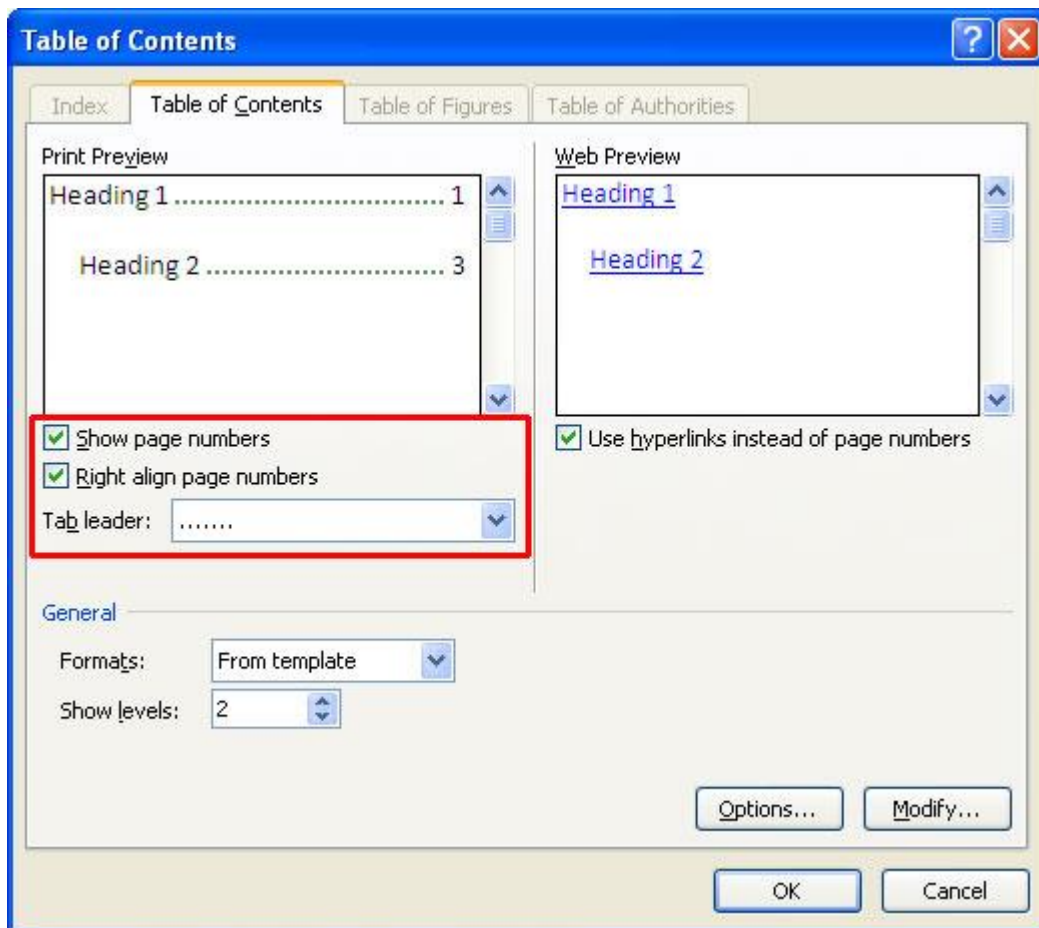 Table of Contents
Index
Table of Contents
Table of Figures
Table of Authorities
Print Preview
Heading 1 ................................ 1
Heading 2 ............................ 3
Show page numbers
Right align page numbers
Tab leader: .......
Web Preview
Heading 1
Heading 2
Use hyperlinks instead of page numbers
General
Formats: From template
Show levels: 2
Options... Modify...
OK Cancel